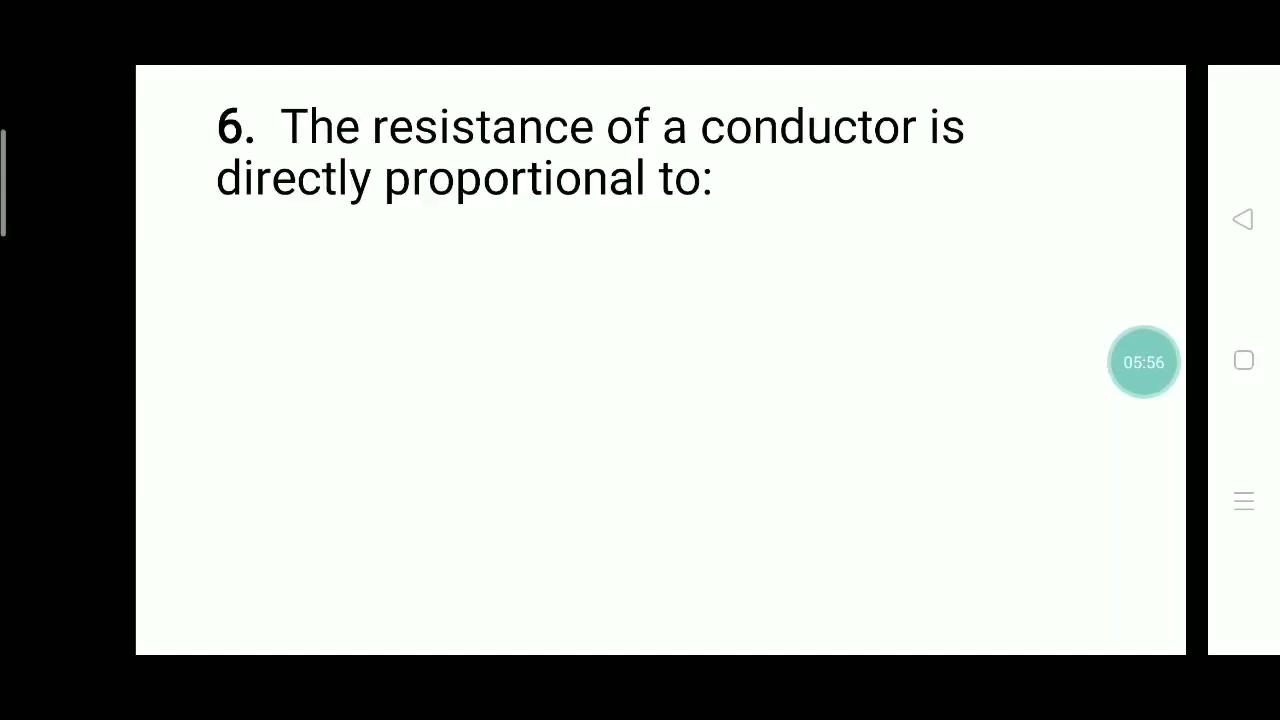 6. The resistance of a conductor is
directly proportional to:
05:56